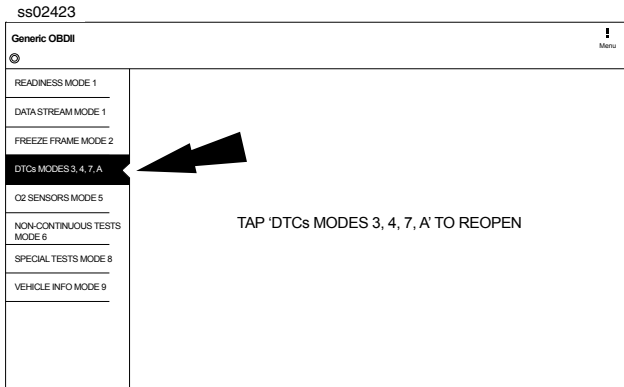 ss02423
Generic OBDII
!
Menu
READINESS MODE 1
DATA STREAM MODE 1
FREEZE FRAME MODE 2
DTCs MODES 3, 4, 7, A
O2 SENSORS MODE 5
NON-CONTINUOUS TESTS
MODE 6
SPECIAL TESTS MODE 8
VEHICLE INFO MODE 9
TAP ‘DTCs MODES 3, 4, 7, A’ TO REOPEN